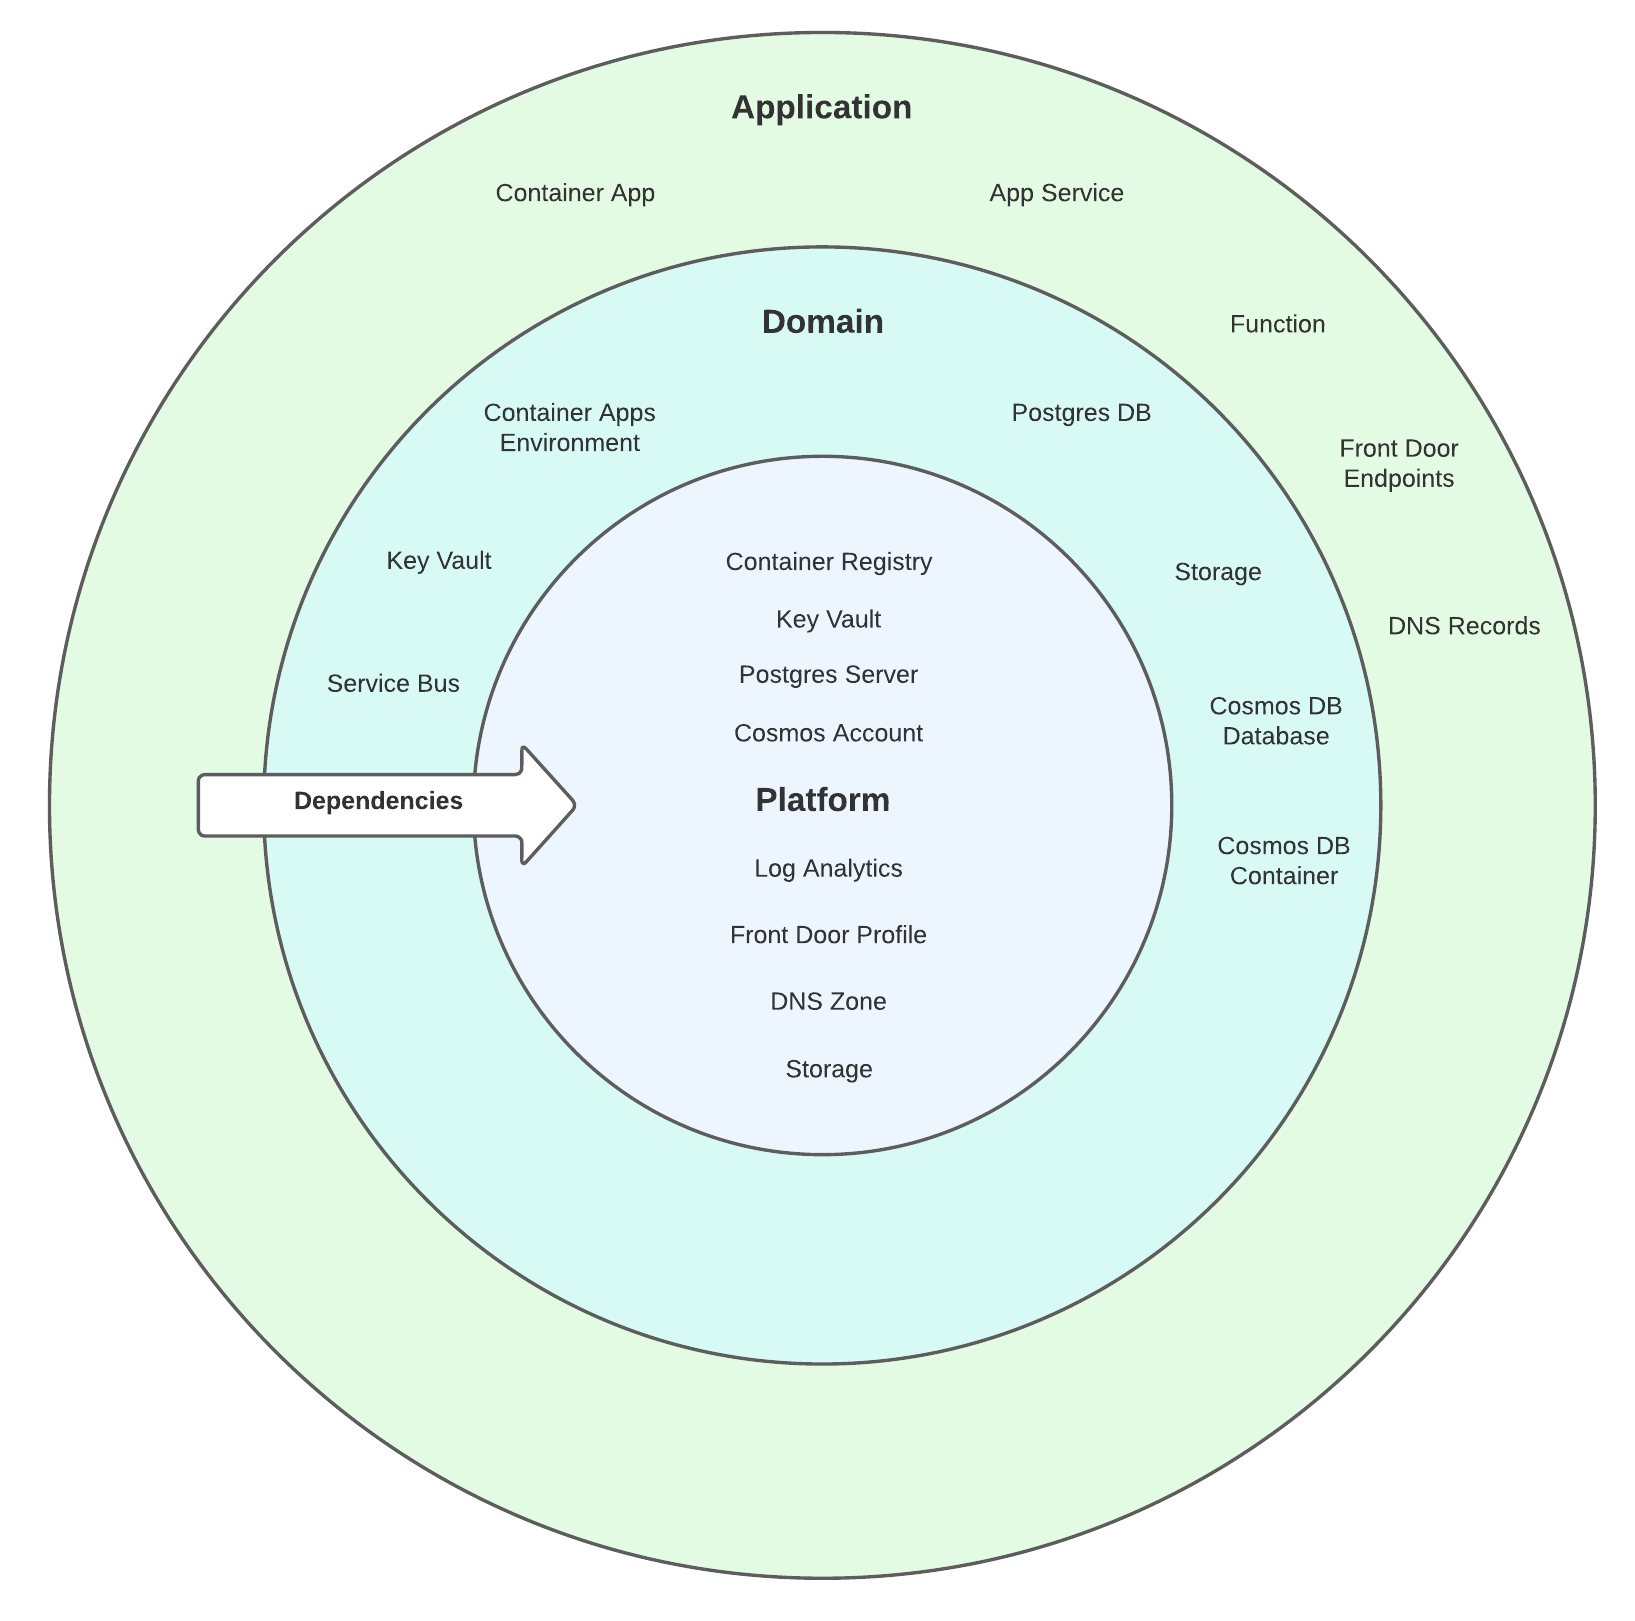 Application
Container App
App Service
Function
Front Door
Endpoints
DNS Records
Domain
Container Apps
Environment
Postgres DB
Key Vault
Storage
Service Bus
Cosmos DB
Database
Cosmos DB
Container
Dependencies
Container Registry
Key Vault
Postgres Server
Cosmos Account
Platform
Log Analytics
Front Door Profile
DNS Zone
Storage